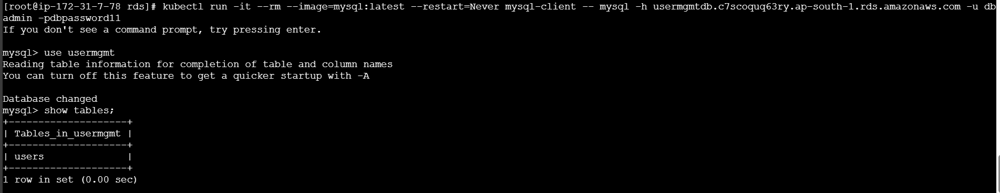 [root@ip-172-31-7-78 rds]# kubectl run -it --rm --image=mysql:latest --restart=Never mysql-client -- mysql -h usermgmtdb.c7scoquq63ry.ap-south-1.rds.amazonaws.com -u db
admin -pdbpassword11
If you don't see a command prompt, try pressing enter.
mysql> use usermgmt
Reading table information for completion of table and column names
You can turn off this feature to get a quicker startup with -A
Database changed
mysql> show tables;
+--------------------+
| Tables_in_usermgmt |
+--------------------+
| users              |
+--------------------+
1 row in set (0.00 sec)